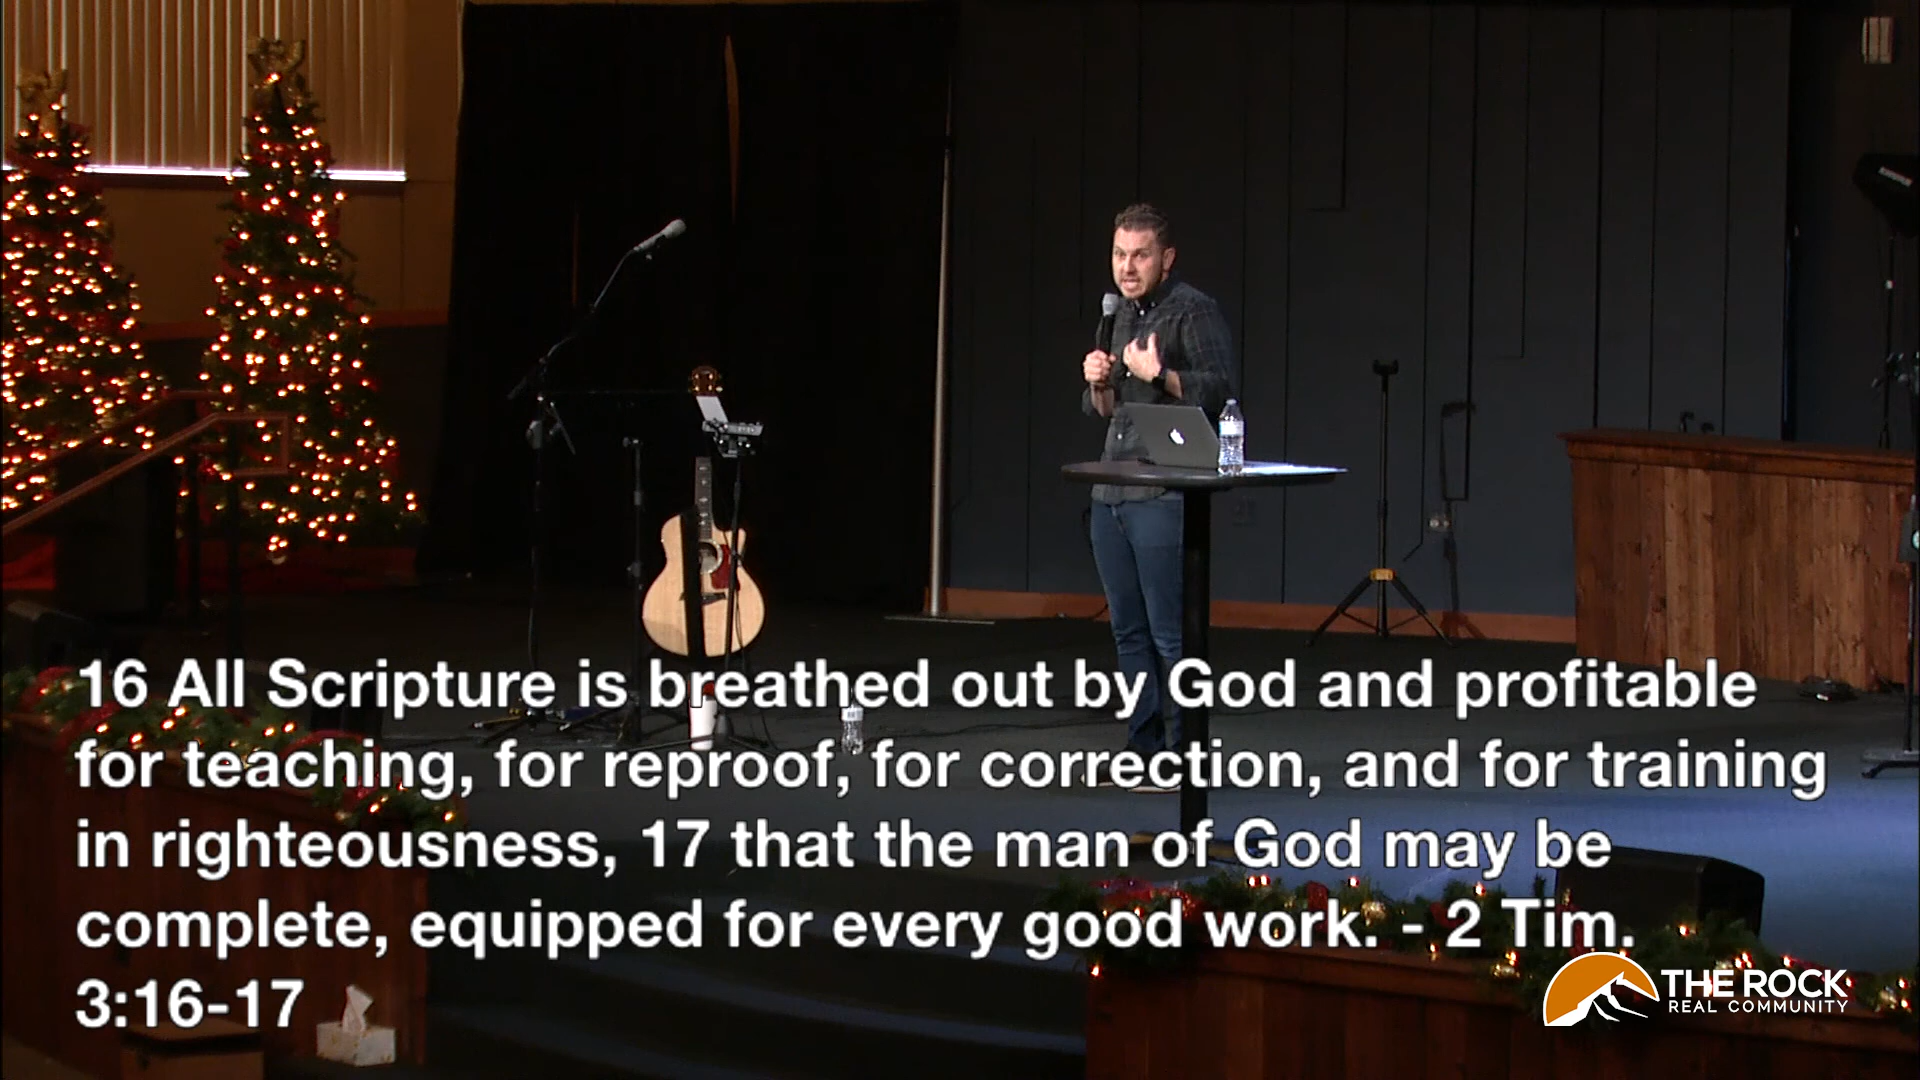 16 All Scripture is breathed out by God and profitable
for teaching, for reproof, for correction, and for training
in righteousness, 17 that the man of God may be
complete, equipped for every good work. - 2 Tim.
3:16-17
THE ROCK
REAL COMMUNITY